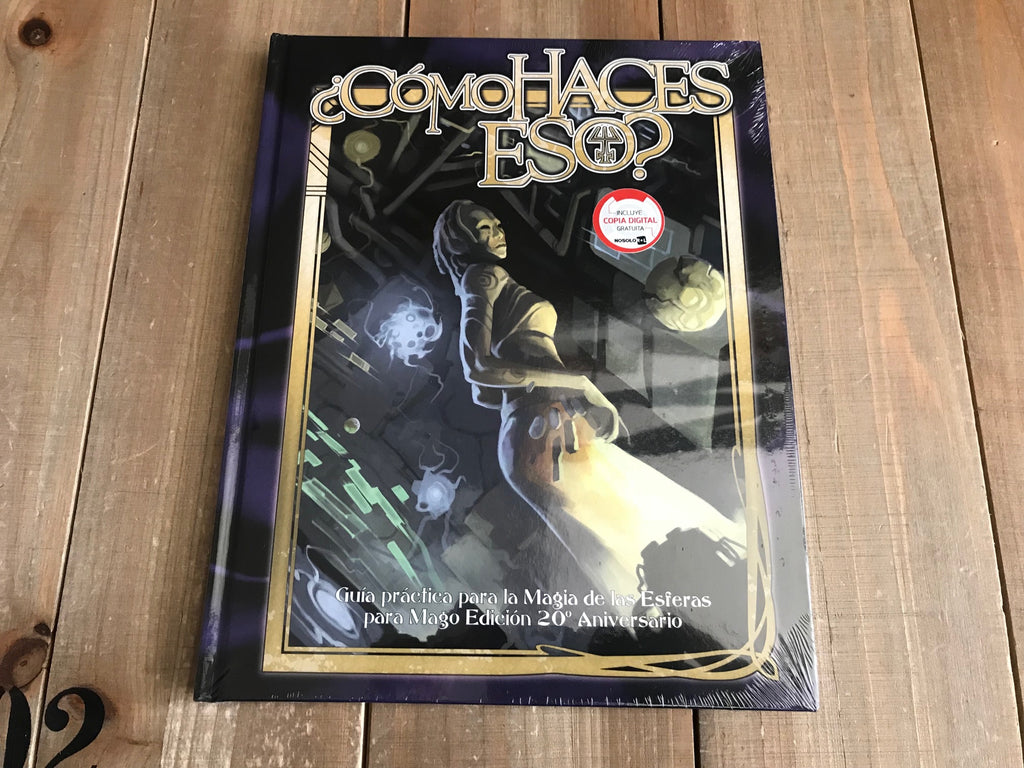 ¿CÓMO HACES
ESO?
INCLUYE
COPIA DIGITAL
GRATUITA
NOSOLOROL
Guía práctica para la Magia de las Esferas
para Mago Edición 20º Aniversario
02